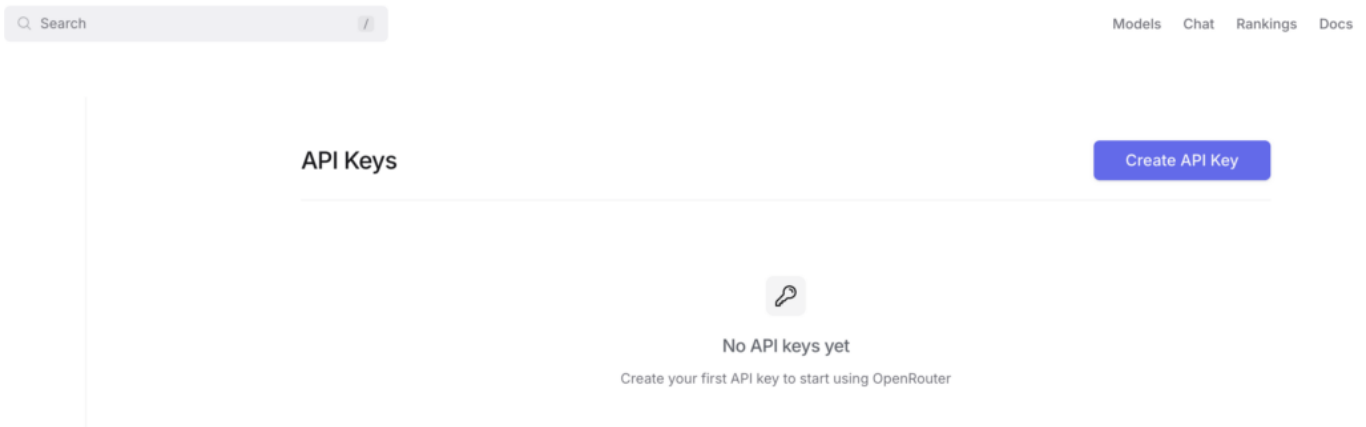 Search /
Models Chat Rankings Docs
API Keys
Create API Key
No API keys yet
Create your first API key to start using OpenRouter